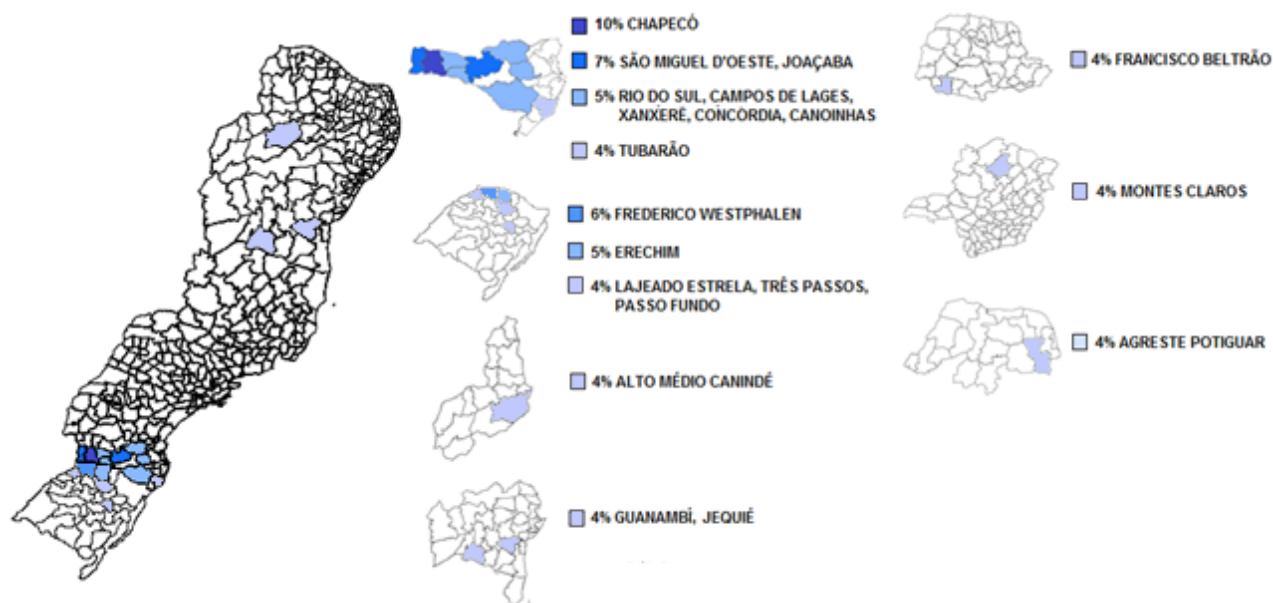 10% CHAPECÓ
7% SÃO MIGUEL D'OESTE, JOAÇABA
5% RIO DO SUL, CAMPOS DE LAGES,
XANXERÊ, CONCÓRDIA, CANOINHAS
4% TUBARÃO
6% FREDERICO WESTPHALEN
5% ERECHIM
4% LAJEADO ESTRELA, TRÊS PASSOS,
PASSO FUNDO
4% ALTO MÉDIO CANINDÉ
4% GUANAMBÍ, JEQUIÉ
4% FRANCISCO BELTRÃO
4% MONTES CLAROS
4% AGRESTE POTIGUAR